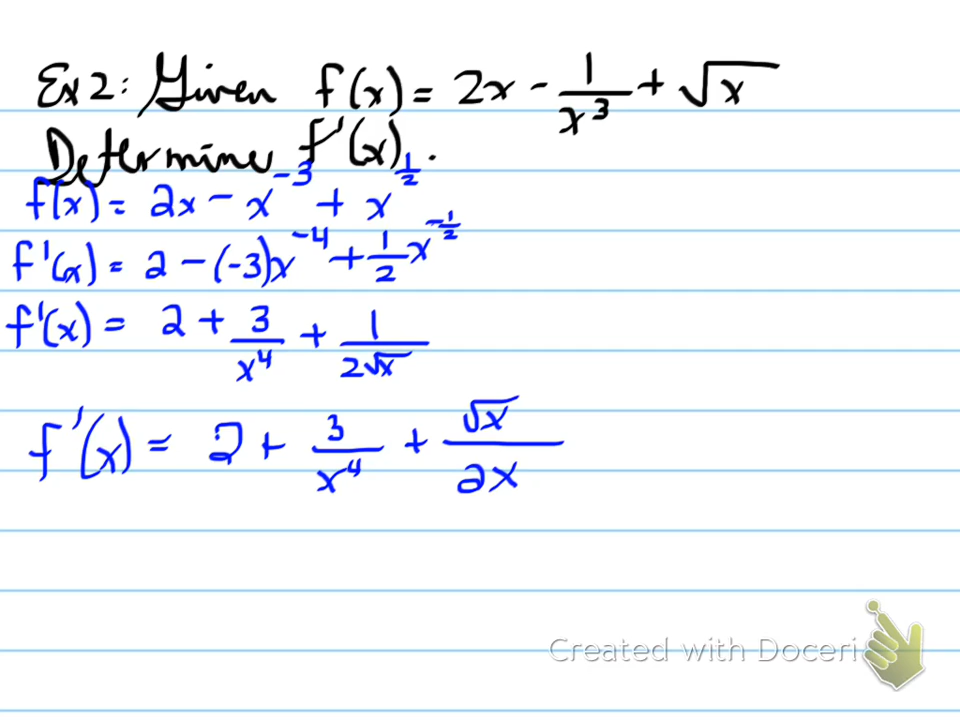 Ex 2: Given f(x) = 2x - 1/x³ + √x
Determine f'(x).
f(x) = 2x - x⁻³ + x^(1/2)
f'(x) = 2 - (-3)x⁻⁴ + 1/2 x^(-1/2)
f'(x) = 2 + 3/x⁴ + 1/(2√x)
f'(x) = 2 + 3/x⁴ + √x/(2x)
Created with Doceri